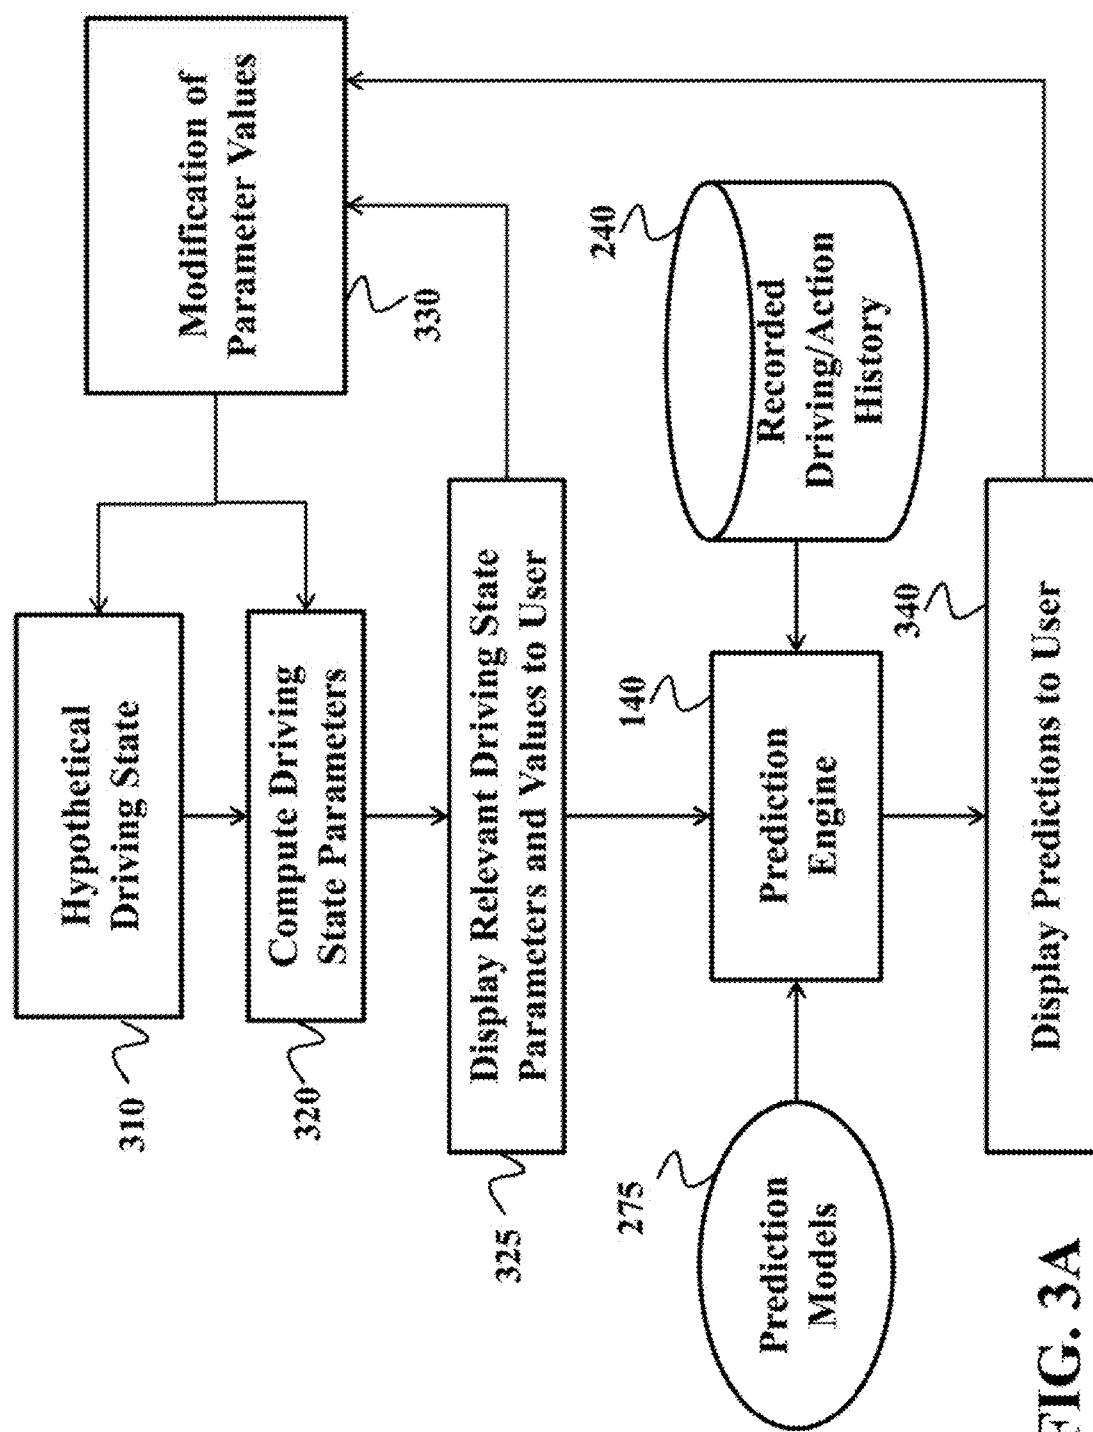 Hypothetical
Driving State
310
Compute Driving
State Parameters
320
Modification of
Parameter Values
330
Display Relevant Driving State
Parameters and Values to User
325
Prediction
Models
275
Prediction
Engine
140
Recorded
Driving/Action
History
240
Display Predictions to User
340
FIG. 3A